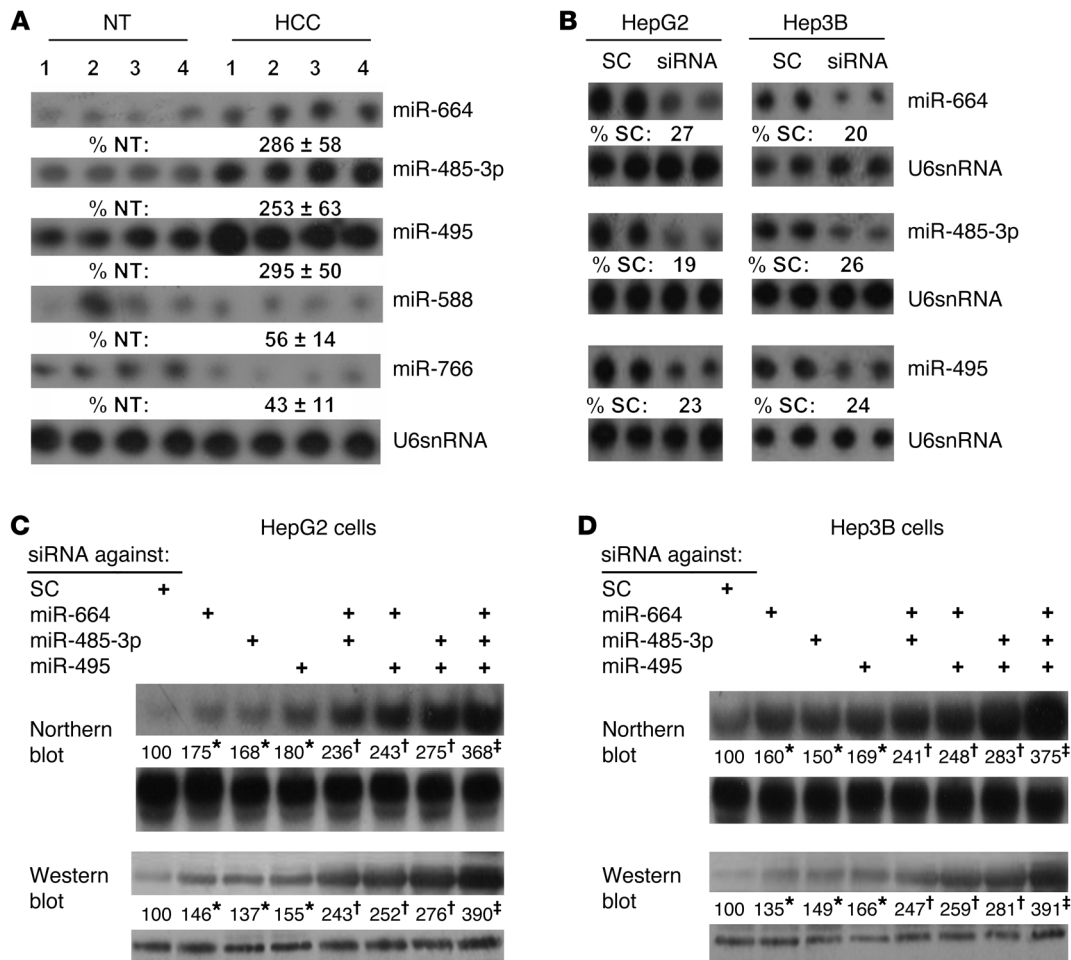 A
NT HCC
1 2 3 4 1 2 3 4
miR-664
% NT: 286 ± 58
miR-485-3p
% NT: 253 ± 63
miR-495
% NT: 295 ± 50
miR-588
% NT: 56 ± 14
miR-766
% NT: 43 ± 11
U6snRNA
B
HepG2 Hep3B
SC siRNA SC siRNA
miR-664
% SC: 27 % SC: 20
U6snRNA
miR-485-3p
% SC: 19 % SC: 26
U6snRNA
miR-495
% SC: 23 % SC: 24
U6snRNA
C HepG2 cells
siRNA against:
SC +
miR-664 + + + +
miR-485-3p + + + +
miR-495 + + + +
Northern
blot
100 175* 168* 180* 236† 243† 275† 368‡
Western
blot
100 146* 137* 155* 243† 252† 276† 390‡
D Hep3B cells
siRNA against:
SC +
miR-664 + + + +
miR-485-3p + + + +
miR-495 + + + +
Northern
blot
100 160* 150* 169* 241† 248† 283† 375‡
Western
blot
100 135* 149* 166* 247† 259† 281† 391‡